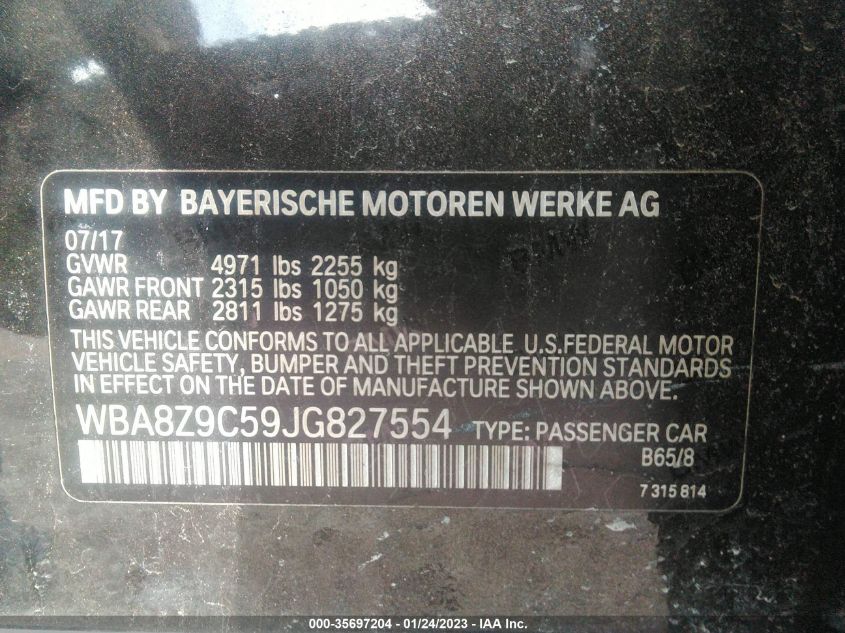 MFD BY BAYERISCHE MOTOREN WERKE AG
07/17
GVWR 4971 lbs 2255 kg
GAWR FRONT 2315 lbs 1050 kg
GAWR REAR 2811 lbs 1275 kg
THIS VEHICLE CONFORMS TO ALL APPLICABLE U.S.FEDERAL MOTOR
VEHICLE SAFETY, BUMPER AND THEFT PREVENTION STANDARDS
IN EFFECT ON THE DATE OF MANUFACTURE SHOWN ABOVE.
WBA8Z9C59JG827554 TYPE: PASSENGER CAR
B65/8
7 315 814
000-35697204 - 01/24/2023 - IAA Inc.